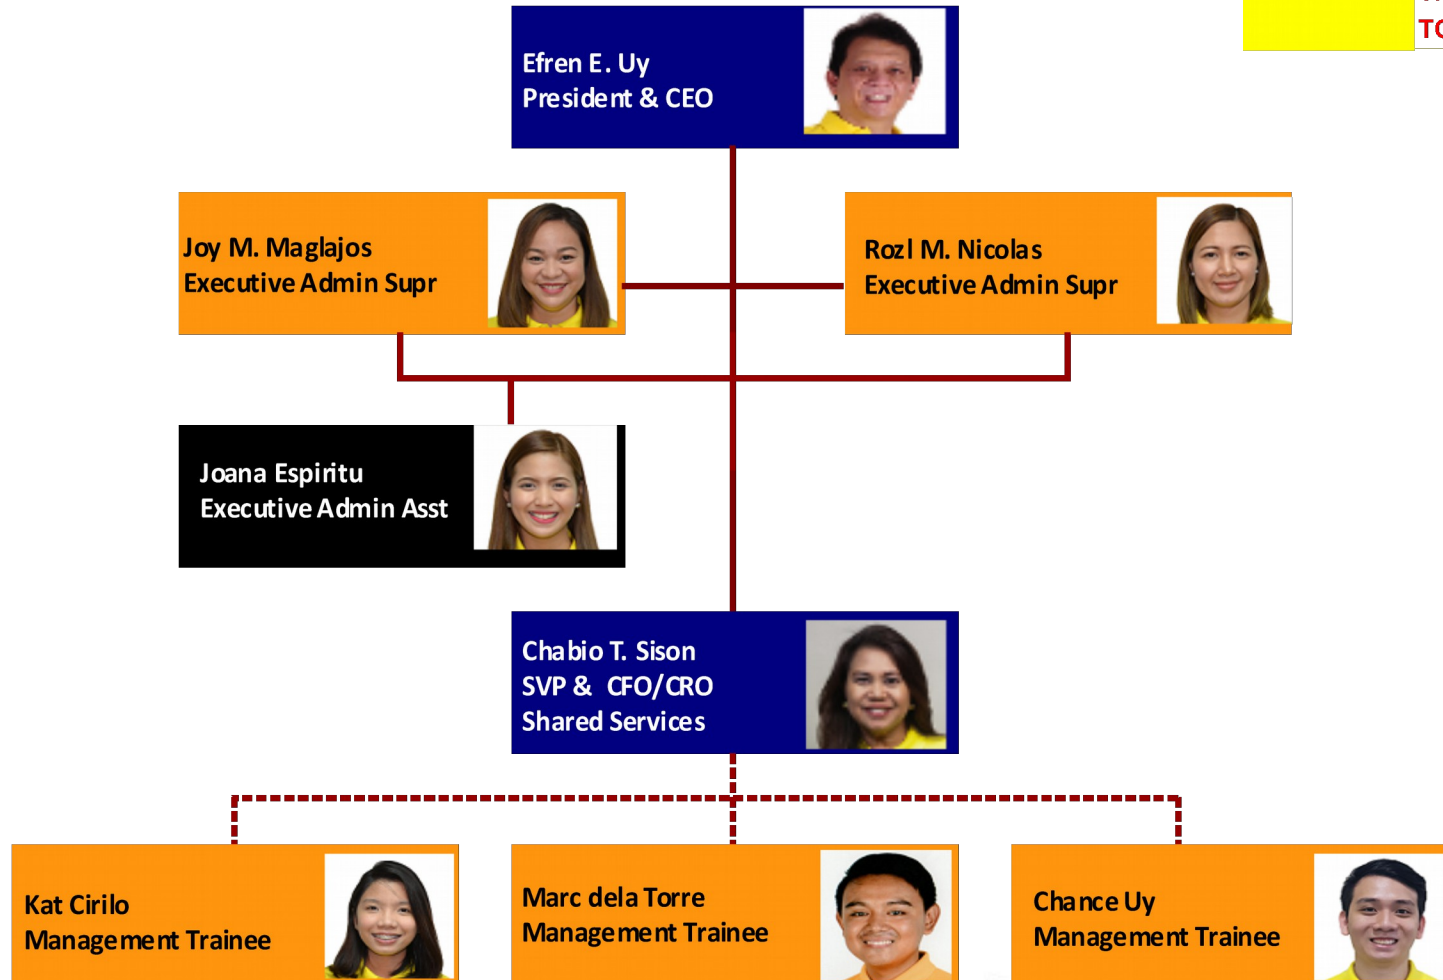 Efren E. Uy
President & CEO
Joy M. Maglajos
Executive Admin Supr
Rozl M. Nicolas
Executive Admin Supr
Joana Espiritu
Executive Admin Asst
Chabio T. Sison
SVP & CFO/CRO
Shared Services
Kat Cirilo
Management Trainee
Marc dela Torre
Management Trainee
Chance Uy
Management Trainee